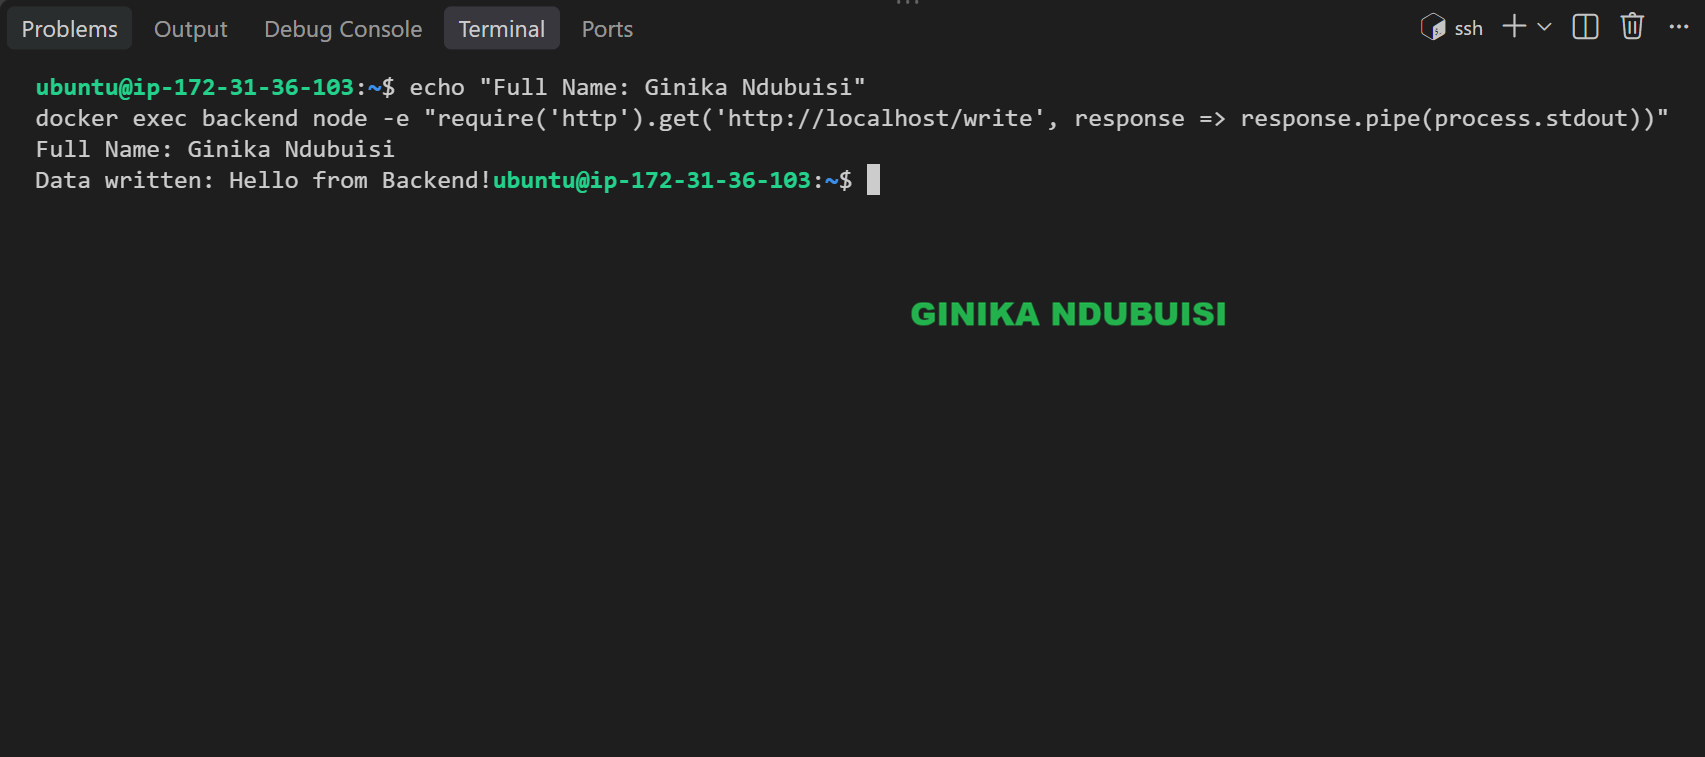 Problems Output Debug Console Terminal Ports ssh
ubuntu@ip-172-31-36-103:~$ echo "Full Name: Ginika Ndubuisi"
docker exec backend node -e "require('http').get('http://localhost/write', response => response.pipe(process.stdout))"
Full Name: Ginika Ndubuisi
Data written: Hello from Backend!ubuntu@ip-172-31-36-103:~$
GINIKA NDUBUISI